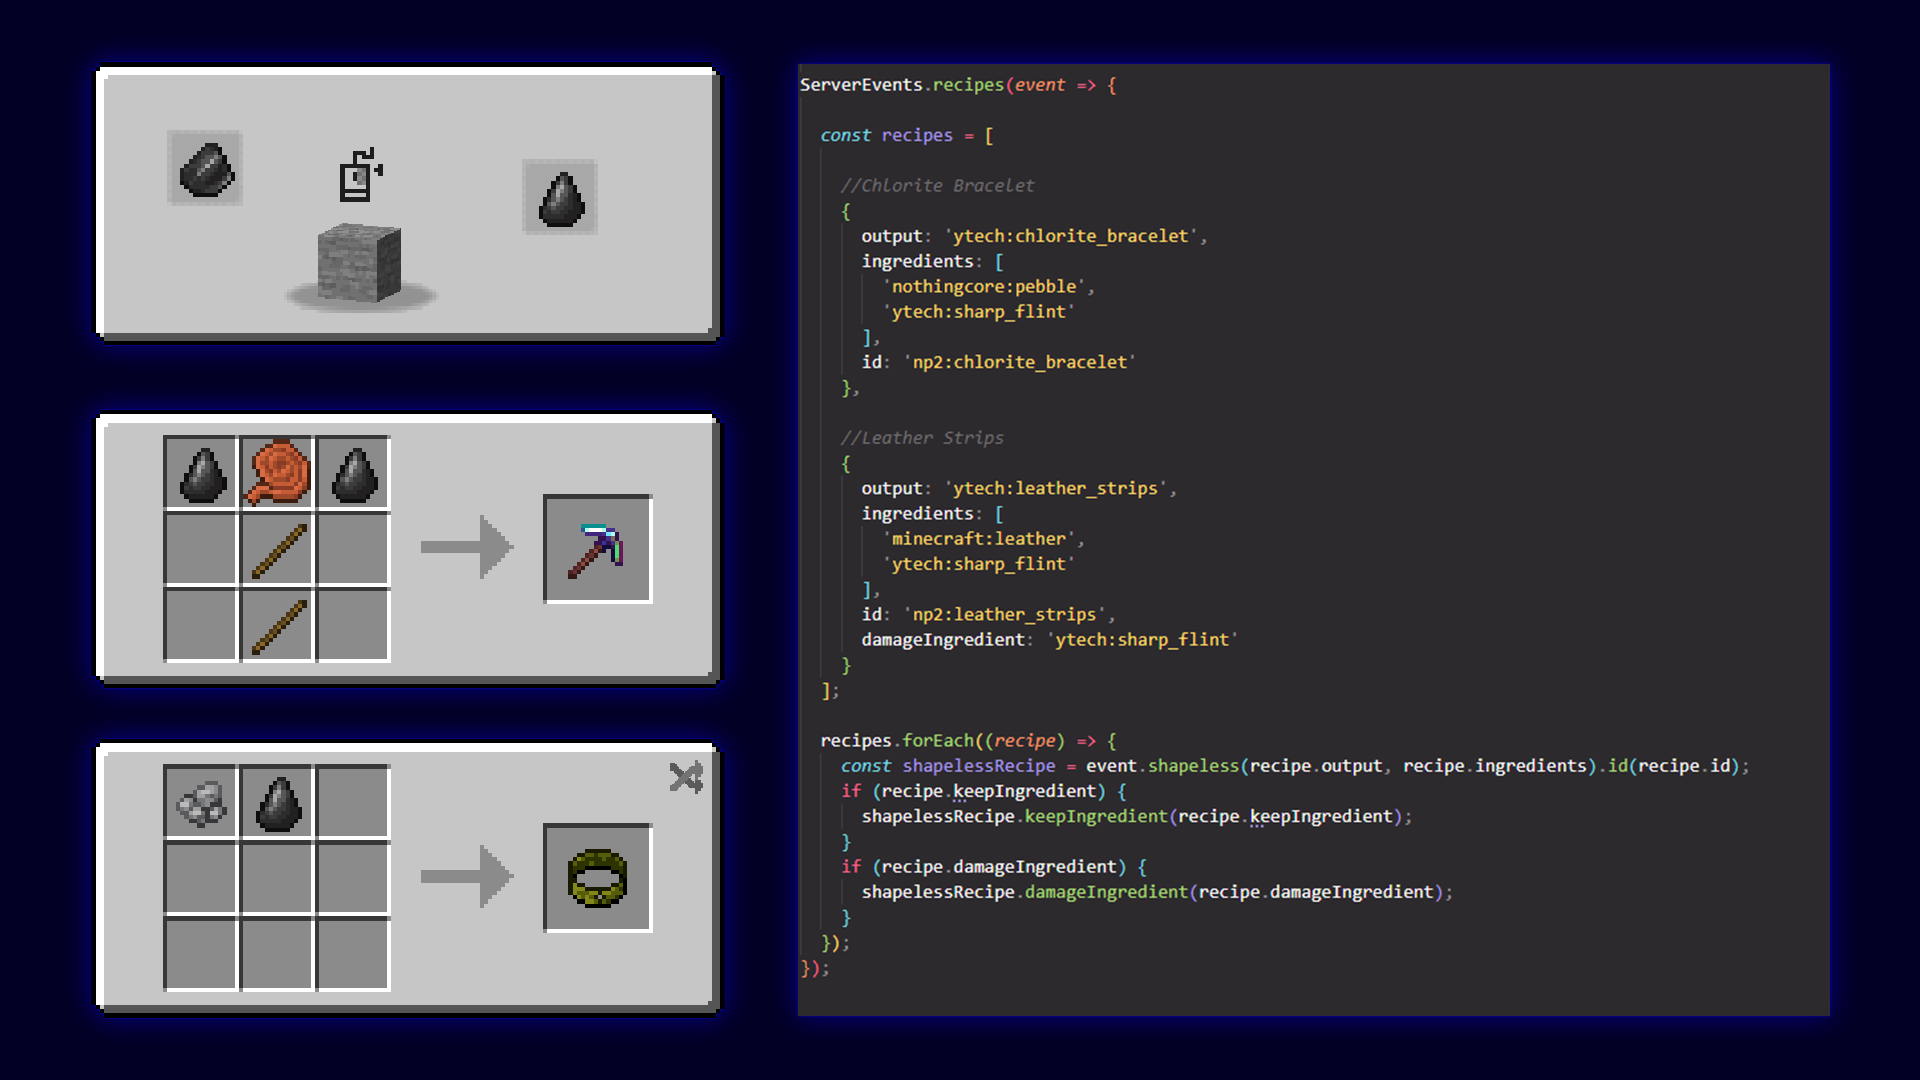 ServerEvents.recipes(event => {
const recipes = [
//Chlorite Bracelet
{
output: 'ytech:chlorite_bracelet',
ingredients: [
'nothingcore:pebble',
'ytech:sharp_flint'
],
id: 'np2:chlorite_bracelet'
},
//Leather Strips
{
output: 'ytech:leather_strips',
ingredients: [
'minecraft:leather',
'ytech:sharp_flint'
],
id: 'np2:leather_strips',
damageIngredient: 'ytech:sharp_flint'
}
];
recipes.forEach((recipe) => {
const shapelessRecipe = event.shapeless(recipe.output, recipe.ingredients).id(recipe.id);
if (recipe.keepIngredient) {
shapelessRecipe.keepIngredient(recipe.keepIngredient);
}
if (recipe.damageIngredient) {
shapelessRecipe.damageIngredient(recipe.damageIngredient);
}
});
});